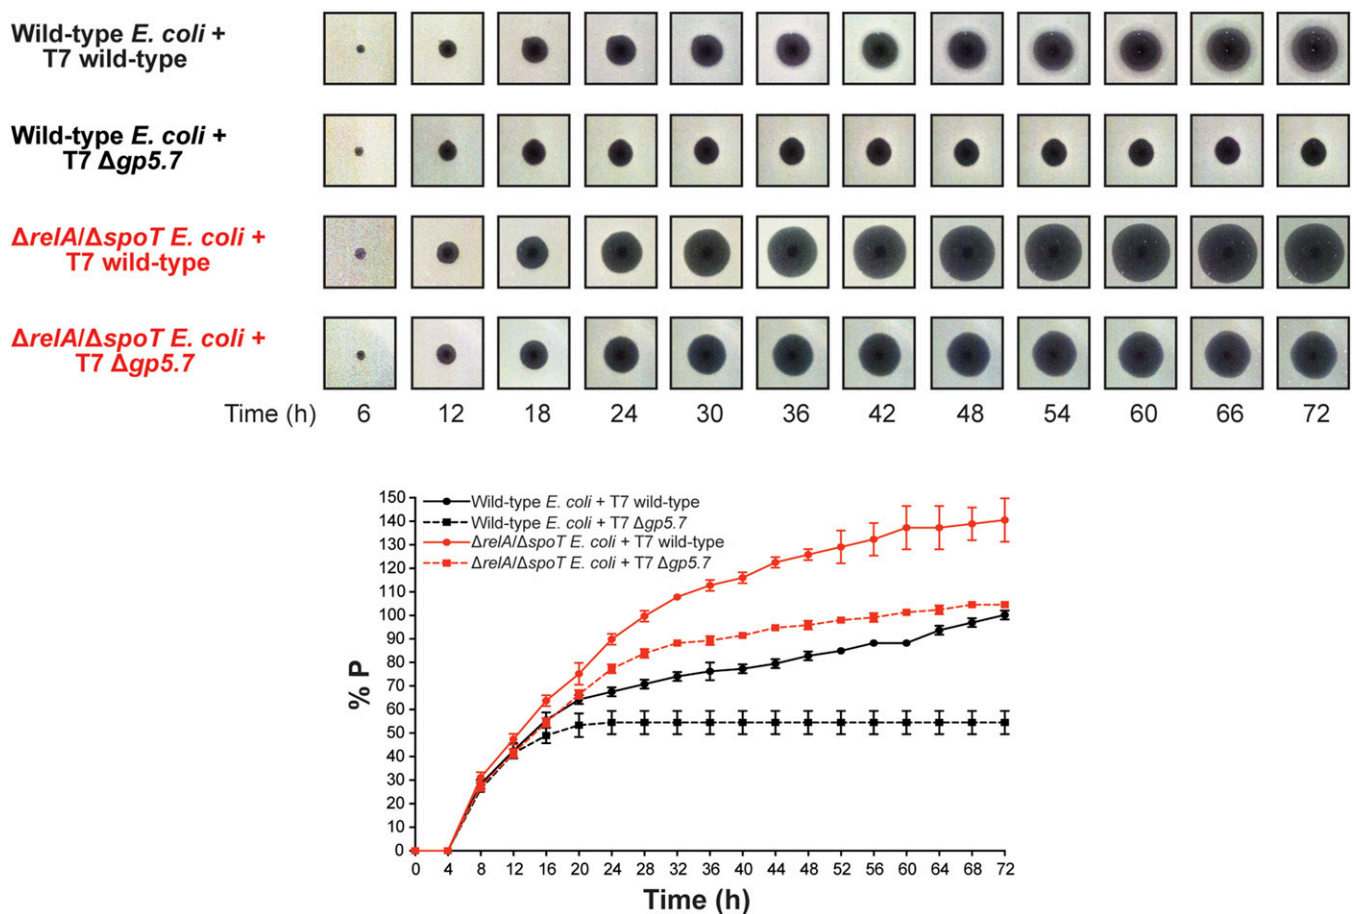 Wild-type E. coli +
T7 wild-type
Wild-type E. coli +
T7 Δgp5.7
ΔrelA/ΔspoT E. coli +
T7 wild-type
ΔrelA/ΔspoT E. coli +
T7 Δgp5.7
Time (h) 6 12 18 24 30 36 42 48 54 60 66 72
Wild-type E. coli + T7 wild-type
Wild-type E. coli + T7 Δgp5.7
ΔrelA/ΔspoT E. coli + T7 wild-type
ΔrelA/ΔspoT E. coli + T7 Δgp5.7
% P
150
140
130
120
110
100
90
80
70
60
50
40
30
20
10
0
0 4 8 12 16 20 24 28 32 36 40 44 48 52 56 60 64 68 72
Time (h)